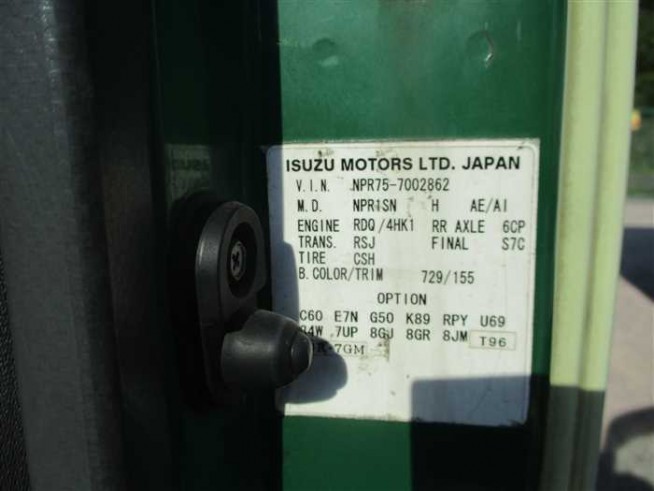 ISUZU MOTORS LTD. JAPAN
V.I.N. NPR75-7002862
M.D. NPR1SN H AE/AI
ENGINE RDQ/4HK1 RR AXLE 6CP
TRANS. RSJ FINAL S7C
TIRE CSH
B.COLOR/TRIM 729/155
OPTION
C60 E7N G50 K89 RPY U69
7UP 8GJ 8GR 8JM T96
-7GM